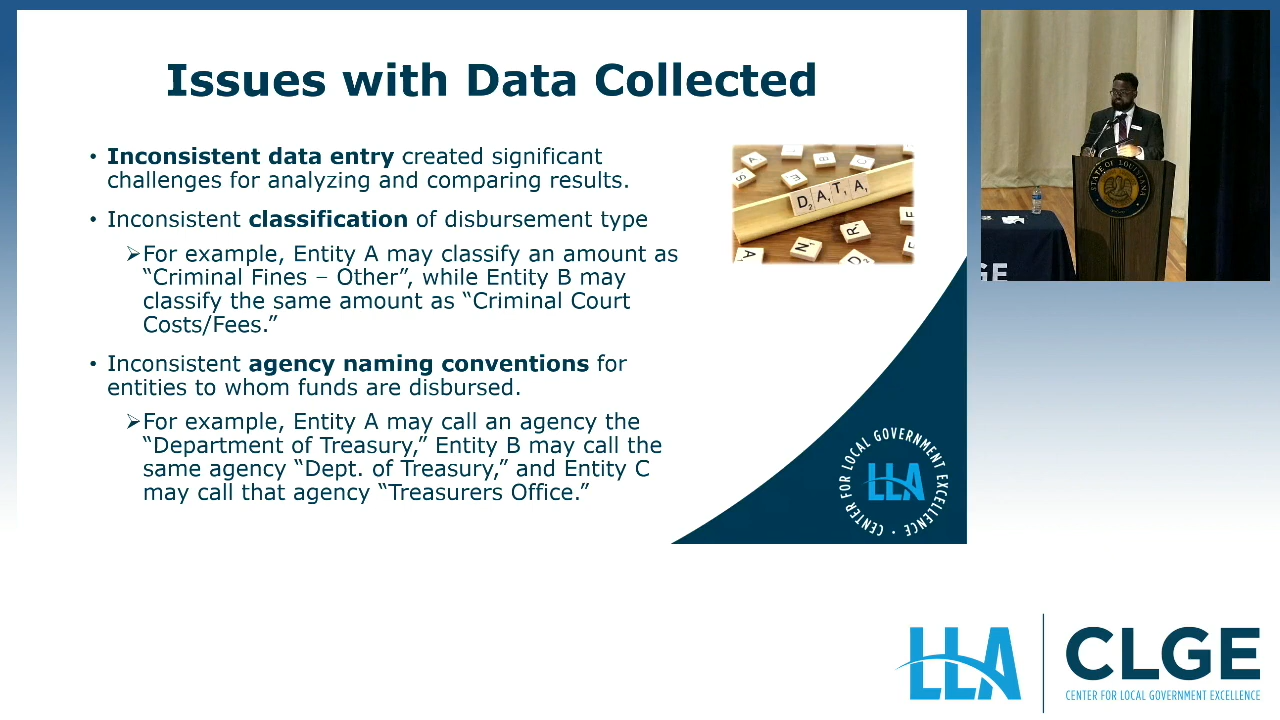 Issues with Data Collected
• Inconsistent data entry created significant
challenges for analyzing and comparing results.
• Inconsistent classification of disbursement type
➢For example, Entity A may classify an amount as
“Criminal Fines – Other”, while Entity B may
classify the same amount as “Criminal Court
Costs/Fees.”
• Inconsistent agency naming conventions for
entities to whom funds are disbursed.
➢For example, Entity A may call an agency the
“Department of Treasury,” Entity B may call the
same agency “Dept. of Treasury,” and Entity C
may call that agency “Treasurers Office.”
DATA
CENTER FOR LOCAL GOVERNMENT EXCELLENCE
LLA
STATE OF LOUISIANA
GE
LLA
CLGE
CENTER FOR LOCAL GOVERNMENT EXCELLENCE